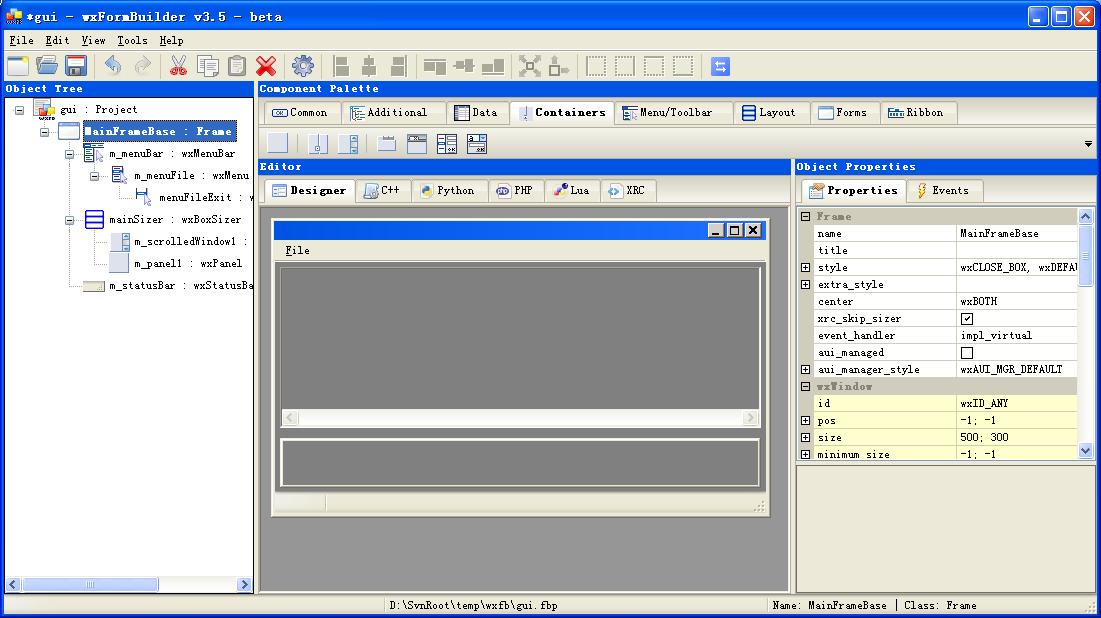 *gui - wxFormBuilder v3.5 - beta
File Edit View Tools Help
Object Tree
gui : Project
MainFrameBase : Frame
m_menuBar : wxMenuBar
m_menuFile : wxMenu
menuFileExit : w
mainSizer : wxBoxSizer
m_scrolledWindow1 :
m_panel1 : wxPanel
m_statusBar : wxStatusBa
Component Palette
Common Additional Data Containers Menu/Toolbar Layout Forms Ribbon
Editor
Designer C++ Python PHP Lua XRC
File
Object Properties
Properties Events
Frame
name MainFrameBase
title
style wxCLOSE_BOX, wxDEFAU
extra_style
center wxBOTH
xrc_skip_sizer
event_handler impl_virtual
aui_managed
aui_manager_style wxAUI_MGR_DEFAULT
wxWindow
id wxID_ANY
pos -1; -1
size 500; 300
minimum_size -1; -1
D:\SvnRoot\temp\wxfb\gui.fbp
Name: MainFrameBase | Class: Frame